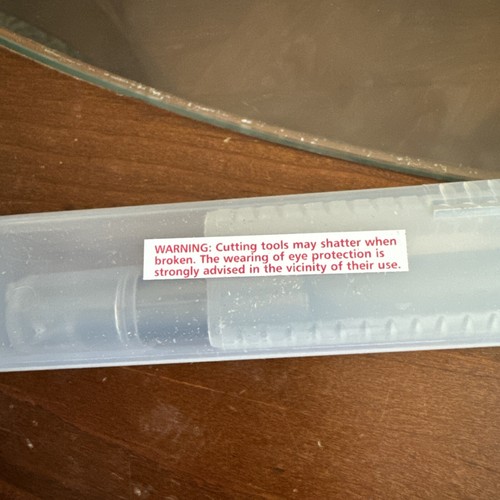 WARNING: Cutting tools may shatter when
broken. The wearing of eye protection is
strongly advised in the vicinity of their use.